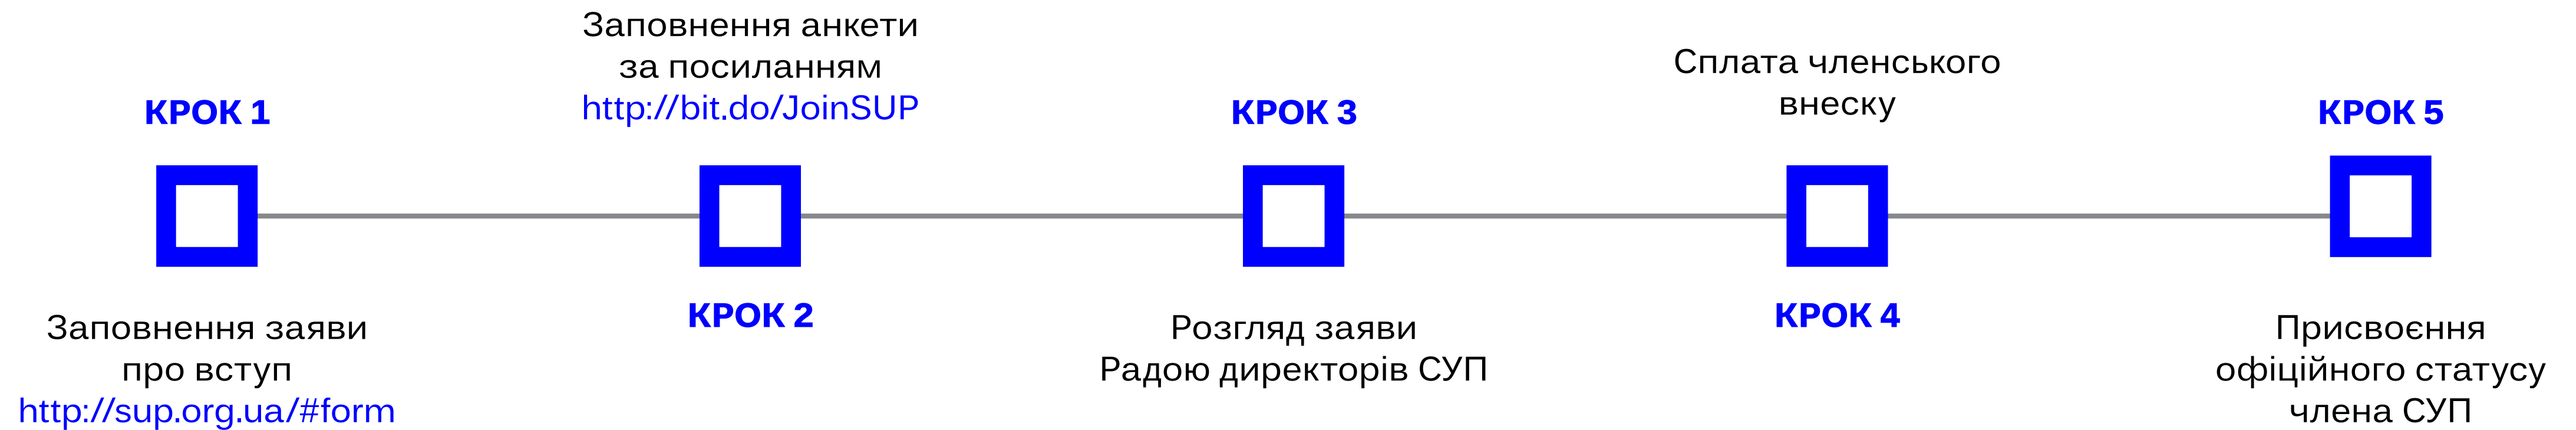 КРОК 1
Заповнення заяви
про вступ
http://sup.org.ua/#form
Заповнення анкети
за посиланням
http://bit.do/JoinSUP
КРОК 2
КРОК 3
Розгляд заяви
Радою директорів СУП
Сплата членського
внеску
КРОК 4
КРОК 5
Присвоєння
офіційного статусу
члена СУП